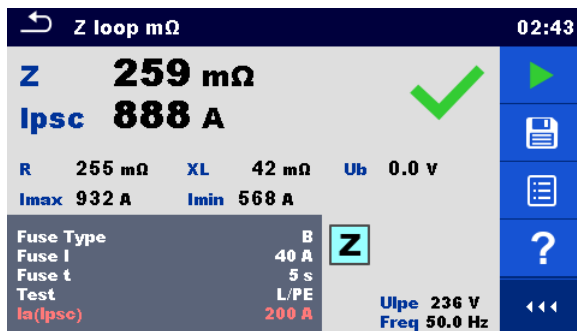 Z loop mΩ 02:43
Z 259 mΩ
Ipsc 888 A
R 255 mΩ XL 42 mΩ Ub 0.0 V
Imax 932 A Imin 568 A
Fuse Type B
Fuse I 40 A
Fuse t 5 s
Test L/PE
Ia(Ipsc) 200 A
Z
Ulpe 236 V
Freq 50.0 Hz
?